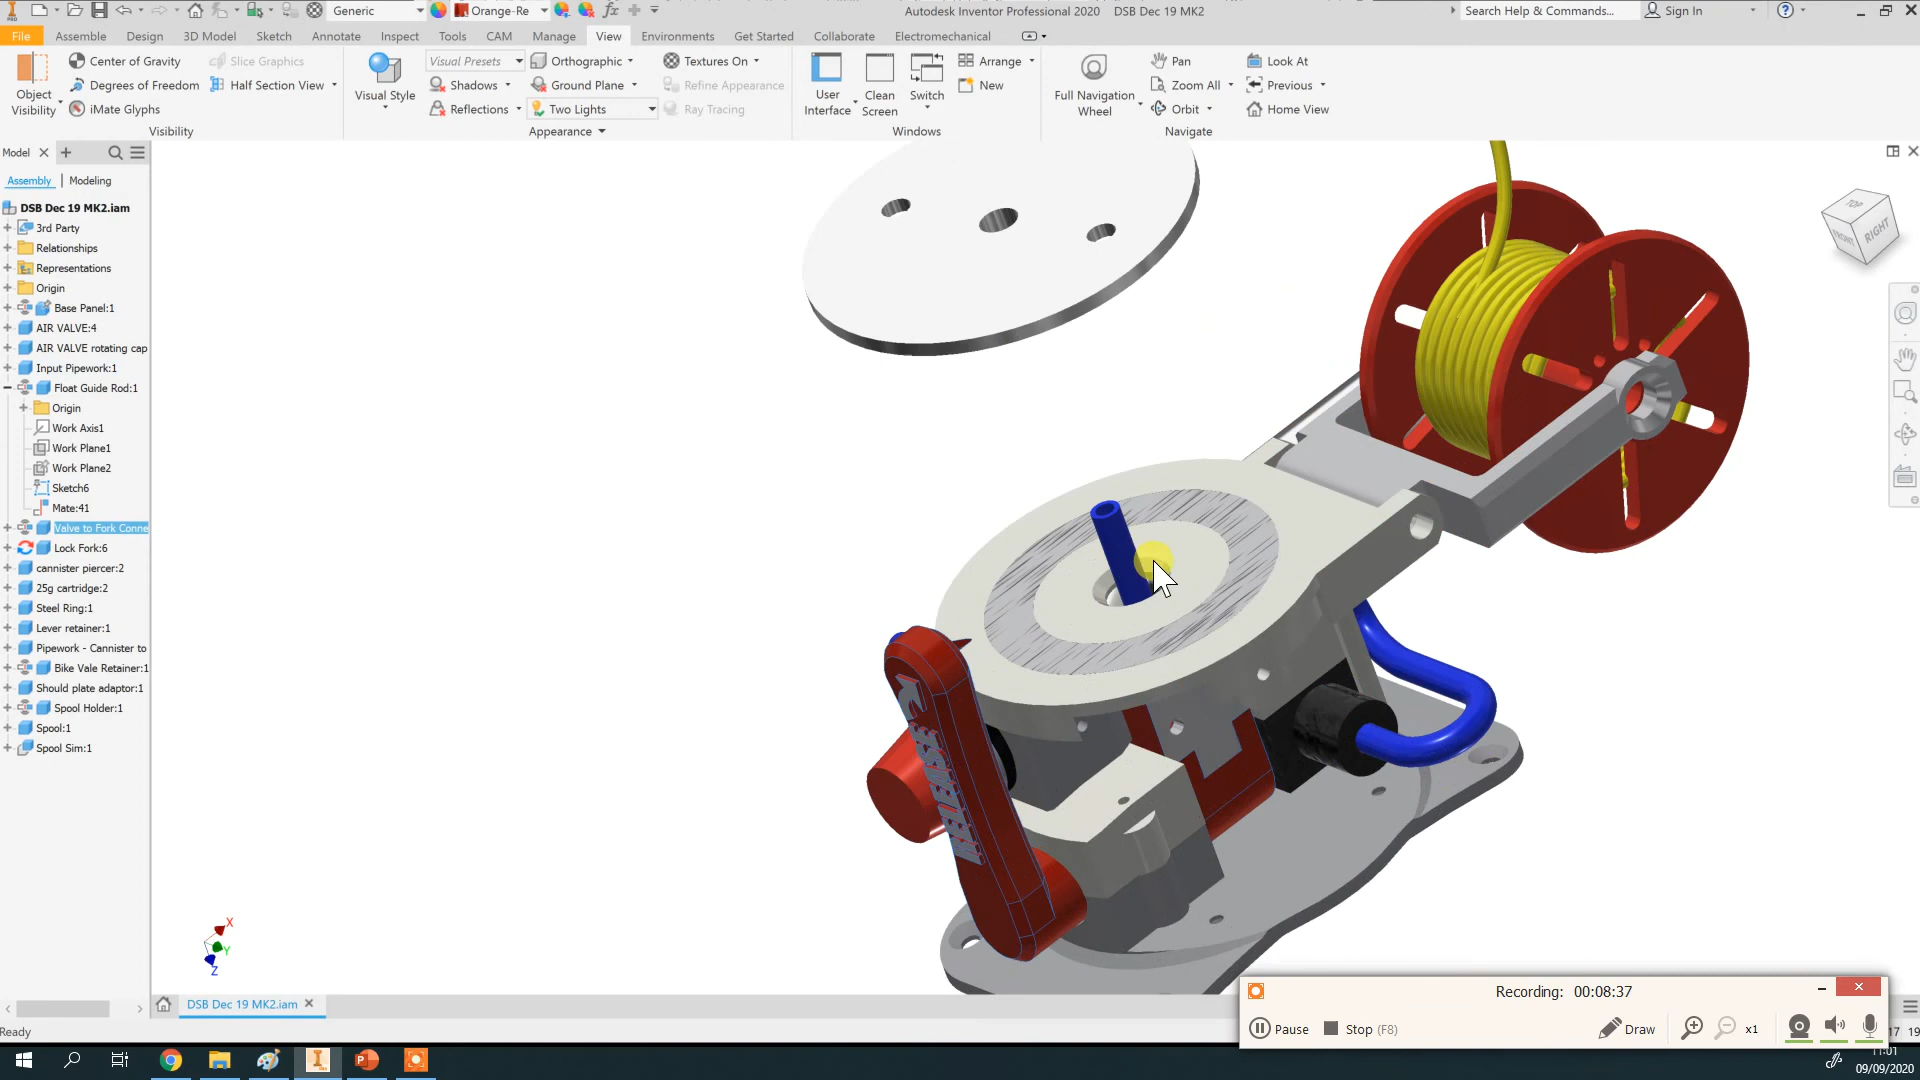 PRO
Generic
Orange-Re
fx
Autodesk Inventor Professional 2020 DSB Dec 19 MK2
Search Help & Commands...
Sign In
File Assemble Design 3D Model Sketch Annotate Inspect Tools CAM Manage View Environments Get Started Collaborate Electromechanical
Object Visibility
Center of Gravity
Degrees of Freedom
iMate Glyphs
Slice Graphics
Half Section View
Visibility
Visual Style
Visual Presets
Shadows
Reflections
Orthographic
Ground Plane
Two Lights
Textures On
Refine Appearance
Ray Tracing
Appearance
User Interface
Clean Screen
Switch
Arrange
New
Windows
Full Navigation Wheel
Pan
Zoom All
Orbit
Look At
Previous
Home View
Navigate
Model
Assembly | Modeling
DSB Dec 19 MK2.iam
3rd Party
Relationships
Representations
Origin
Base Panel:1
AIR VALVE:4
AIR VALVE rotating cap
Input Pipework:1
Float Guide Rod:1
Origin
Work Axis1
Work Plane1
Work Plane2
Sketch6
Mate:41
Valve to Fork Conne
Lock Fork:6
cannister piercer:2
25g cartridge:2
Steel Ring:1
Lever retainer:1
Pipework - Cannister to
Bike Vale Retainer:1
Should plate adaptor:1
Spool Holder:1
Spool:1
Spool Sim:1
TOP
FRONT
RIGHT
X
Y
Z
DSB Dec 19 MK2.iam
Ready
17 19
Recording: 00:08:37
Pause
Stop (F8)
Draw
x1
11:01
09/09/2020